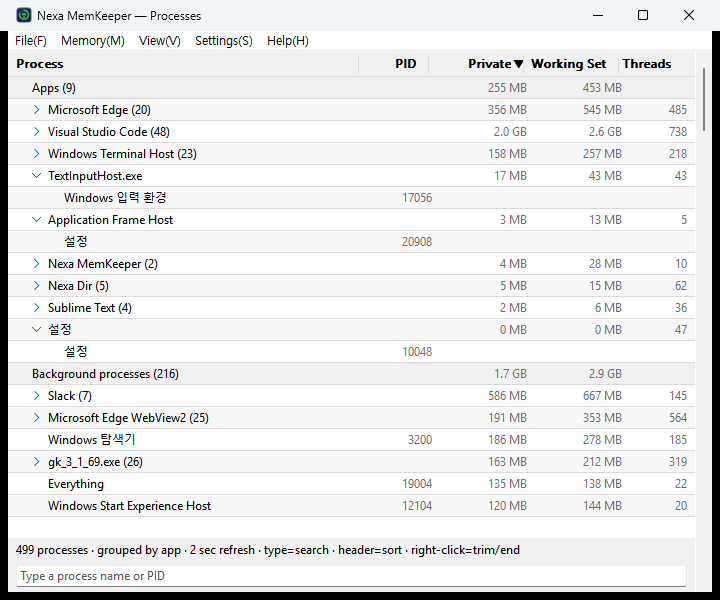 Nexa MemKeeper — Processes
File(F) Memory(M) View(V) Settings(S) Help(H)
Process PID Private▼ Working Set Threads
Apps (9) 255 MB 453 MB
Microsoft Edge (20) 356 MB 545 MB 485
Visual Studio Code (48) 2.0 GB 2.6 GB 738
Windows Terminal Host (23) 158 MB 257 MB 218
TextInputHost.exe 17 MB 43 MB 43
Windows 입력 환경 17056
Application Frame Host 3 MB 13 MB 5
설정 20908
Nexa MemKeeper (2) 4 MB 28 MB 10
Nexa Dir (5) 5 MB 15 MB 62
Sublime Text (4) 2 MB 6 MB 36
설정 0 MB 0 MB 47
설정 10048
Background processes (216) 1.7 GB 2.9 GB
Slack (7) 586 MB 667 MB 145
Microsoft Edge WebView2 (25) 191 MB 353 MB 564
Windows 탐색기 3200 186 MB 278 MB 185
gk_3_1_69.exe (26) 163 MB 212 MB 319
Everything 19004 135 MB 138 MB 22
Windows Start Experience Host 12104 120 MB 144 MB 20
499 processes · grouped by app · 2 sec refresh · type=search · header=sort · right-click=trim/end
Type a process name or PID